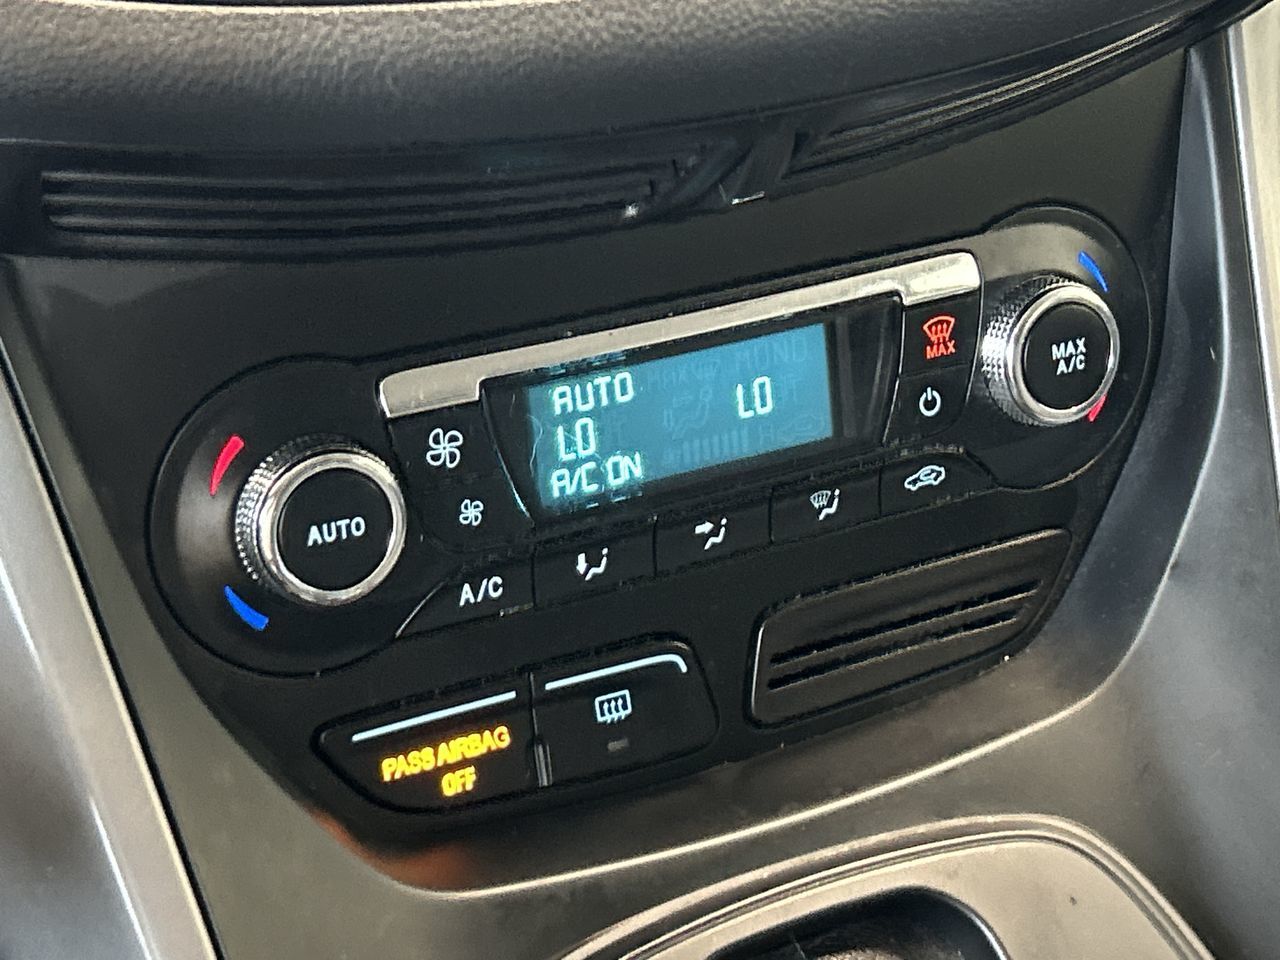 AUTO
LO
LO
A/C ON
MAX
MAX
A/C
AUTO
A/C
PASS AIRBAG
OFF